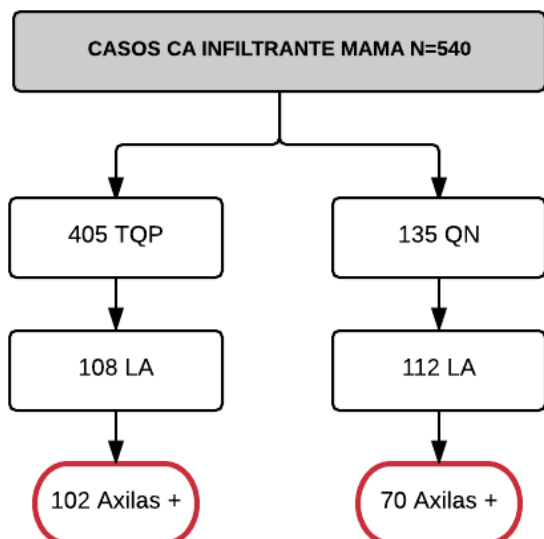 CASOS CA INFILTRANTE MAMA N=540
405 TQP
135 QN
108 LA
112 LA
102 Axilas +
70 Axilas +